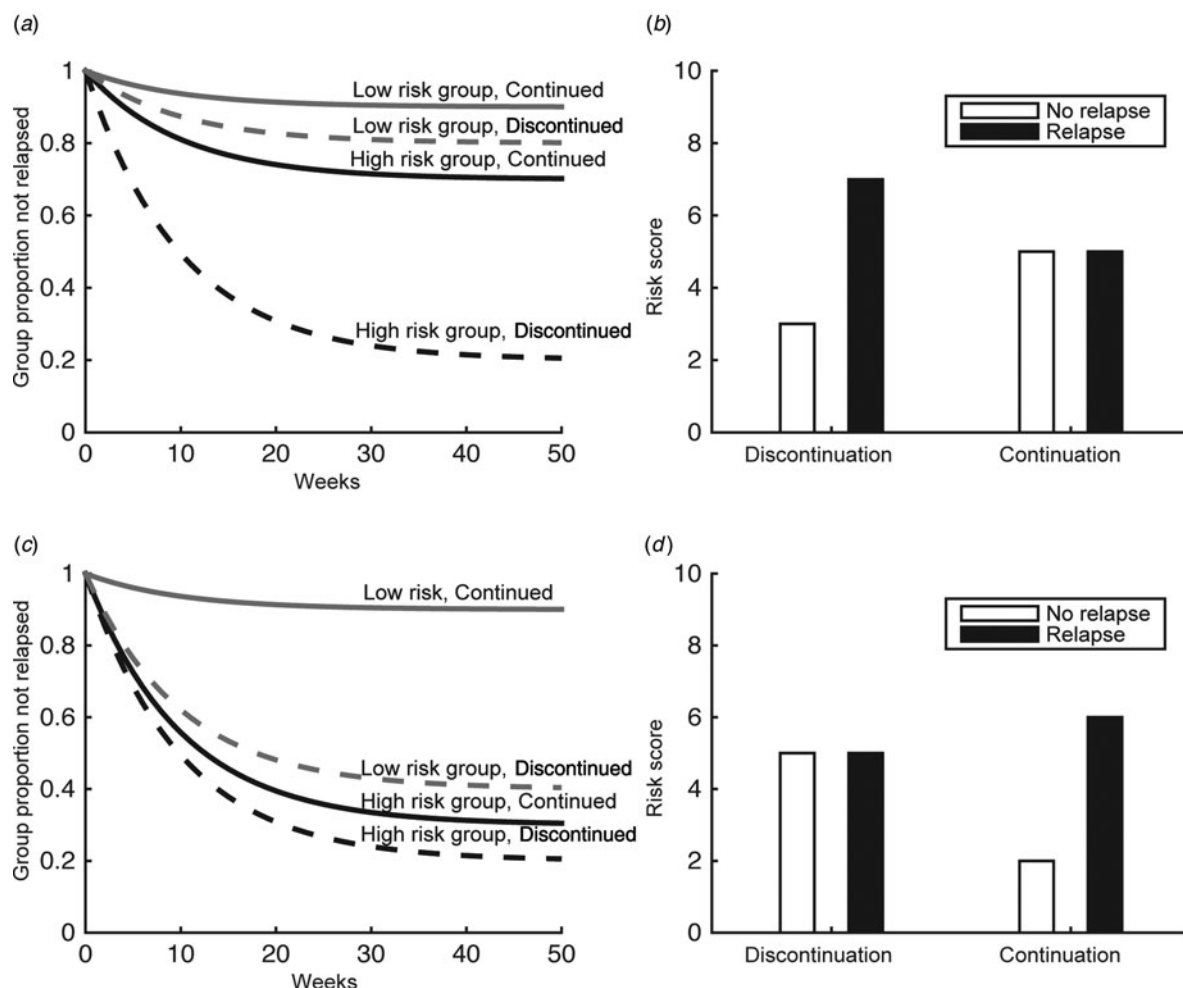 (a)
Group proportion not relapsed
1
0.8
0.6
0.4
0.2
0
Low risk group, Continued
Low risk group, Discontinued
High risk group, Continued
High risk group, Discontinued
0 10 20 30 40 50
Weeks
(b)
Risk score
10
8
6
4
2
0
No relapse
Relapse
Discontinuation Continuation
(c)
Group proportion not relapsed
1
0.8
0.6
0.4
0.2
0
Low risk, Continued
Low risk group, Discontinued
High risk group, Continued
High risk group, Discontinued
0 10 20 30 40 50
Weeks
(d)
Risk score
10
8
6
4
2
0
No relapse
Relapse
Discontinuation Continuation